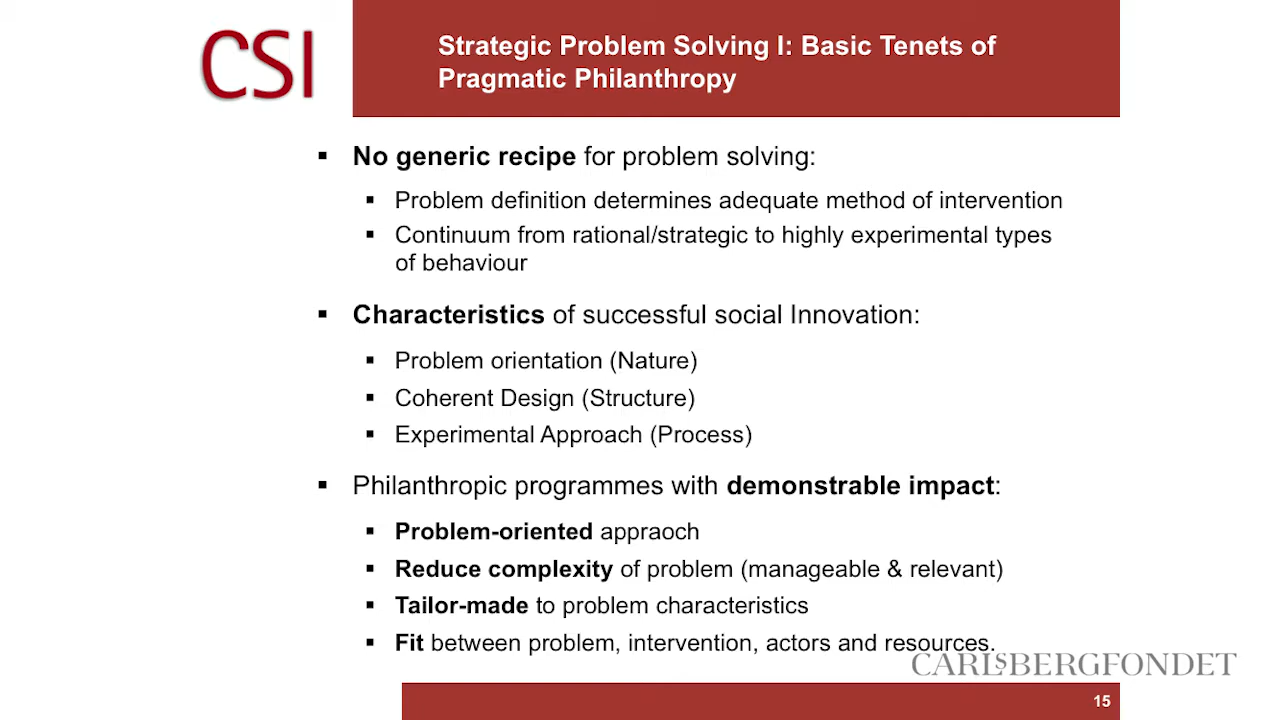 CSI
Strategic Problem Solving I: Basic Tenets of
Pragmatic Philanthropy
▪ No generic recipe for problem solving:
▪ Problem definition determines adequate method of intervention
▪ Continuum from rational/strategic to highly experimental types
of behaviour
▪ Characteristics of successful social Innovation:
▪ Problem orientation (Nature)
▪ Coherent Design (Structure)
▪ Experimental Approach (Process)
▪ Philanthropic programmes with demonstrable impact:
▪ Problem-oriented appraoch
▪ Reduce complexity of problem (manageable & relevant)
▪ Tailor-made to problem characteristics
▪ Fit between problem, intervention, actors and resources.
CARLSBERGFONDET
15